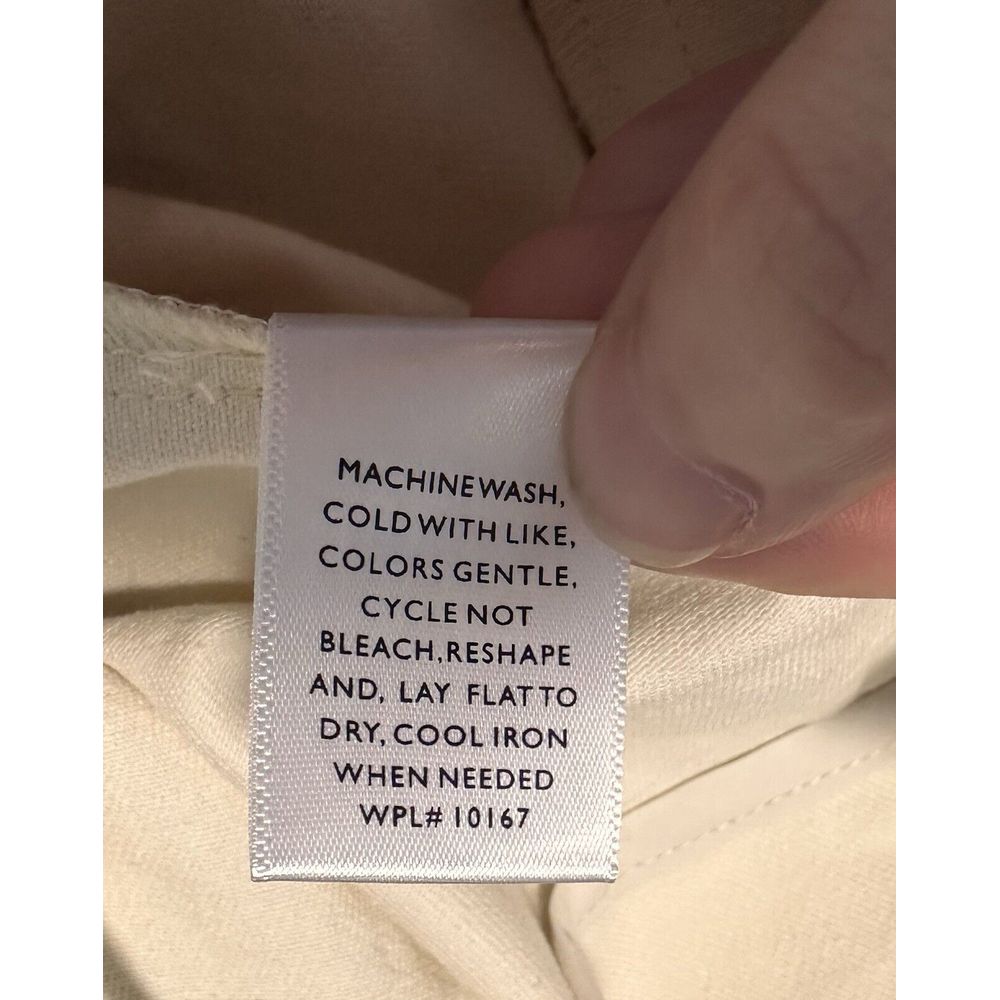 MACHINEWASH,
COLD WITH LIKE,
COLORS GENTLE,
CYCLE NOT
BLEACH,RESHAPE
AND, LAY FLAT TO
DRY, COOL IRON
WHEN NEEDED
WPL# 10167